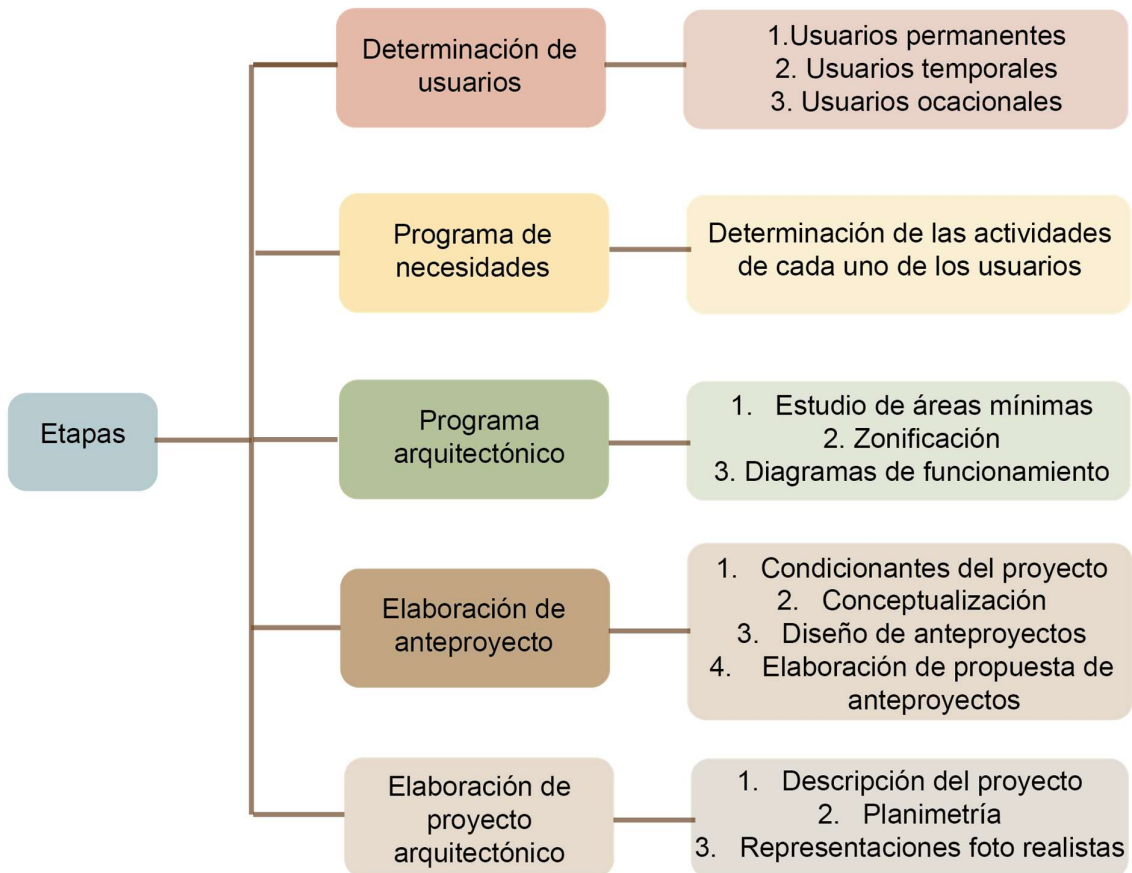 Etapas
Determinación de
usuarios
1.Usuarios permanentes
2. Usuarios temporales
3. Usuarios ocacionales
Programa de
necesidades
Determinación de las actividades
de cada uno de los usuarios
Programa
arquitectónico
1. Estudio de áreas mínimas
2. Zonificación
3. Diagramas de funcionamiento
Elaboración de
anteproyecto
1. Condicionantes del proyecto
2. Conceptualización
3. Diseño de anteproyectos
4. Elaboración de propuesta de
anteproyectos
Elaboración de
proyecto
arquitectónico
1. Descripción del proyecto
2. Planimetría
3. Representaciones foto realistas